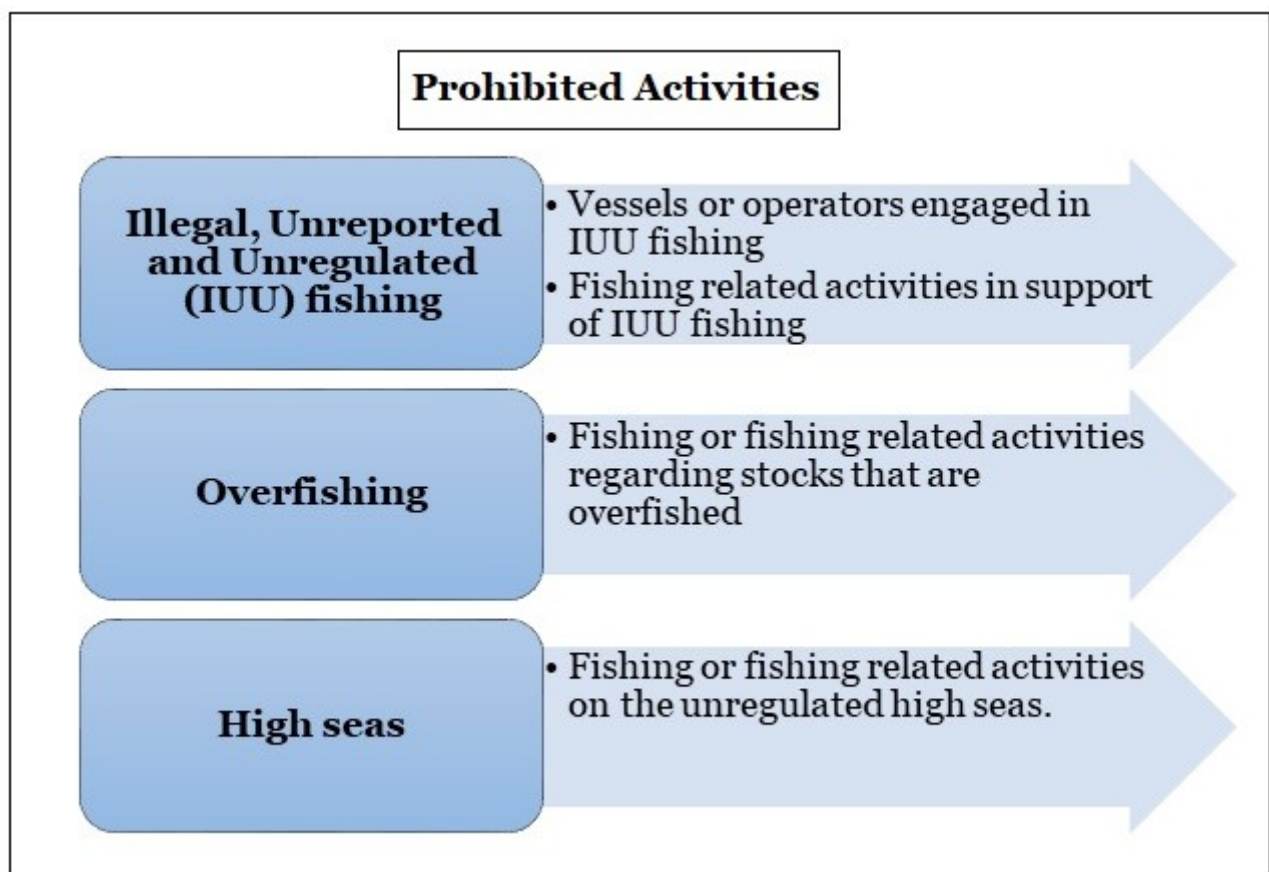 Prohibited Activities
Illegal, Unreported
and Unregulated
(IUU) fishing
• Vessels or operators engaged in
IUU fishing
• Fishing related activities in support
of IUU fishing
Overfishing
• Fishing or fishing related activities
regarding stocks that are
overfished
High seas
• Fishing or fishing related activities
on the unregulated high seas.